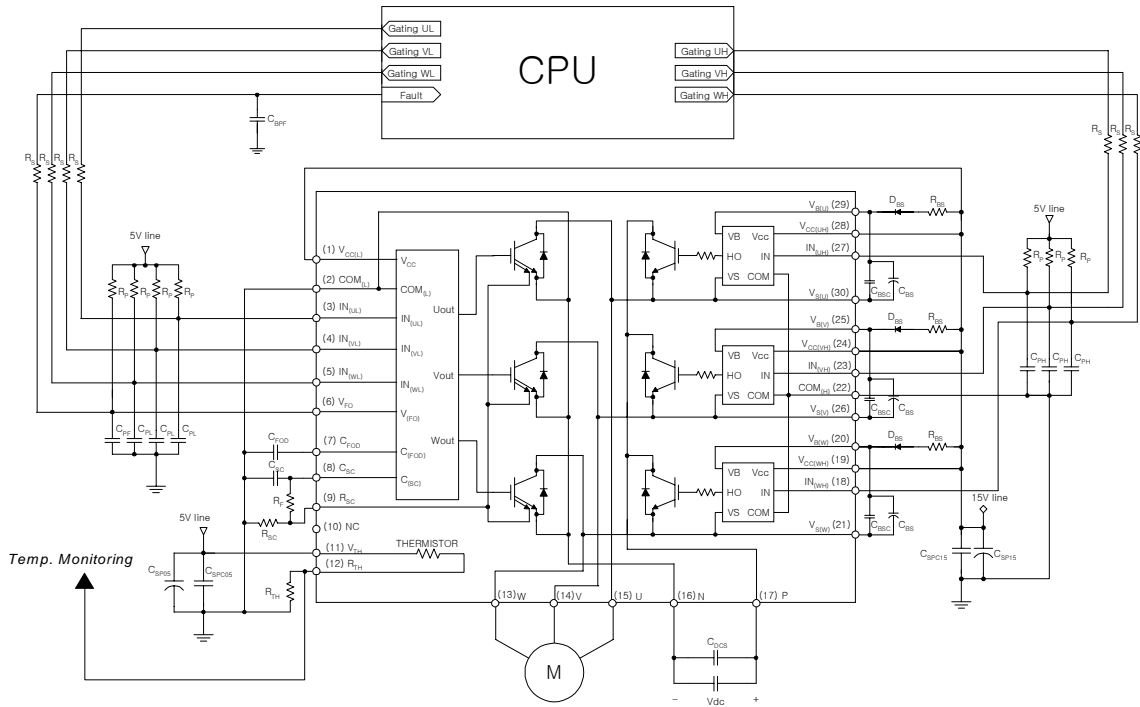 CPU
Gating UL
Gating VL
Gating WL
Fault
Gating UH
Gating VH
Gating WH
C_BPF
R_S R_S R_S R_S
R_S R_S R_S
5V line
R_P R_P R_P R_P
C_PF C_PL C_PL C_PL
(1) V_CC(L)
(2) COM_(L)
(3) IN_(UL)
(4) IN_(VL)
(5) IN_(WL)
(6) V_FO
(7) C_FOD
(8) C_SC
(9) R_SC
(10) NC
(11) V_TH
(12) R_TH
V_CC
COM_(L)
IN_(UL)
IN_(VL)
IN_(WL)
V_(FO)
C_(FOD)
C_(SC)
Uout
Vout
Wout
C_FOD
C_SC
R_F
R_SC
5V line
THERMISTOR
Temp. Monitoring
C_SP05
C_SPC05
R_TH
V_B(U) (29)
V_CC(UH) (28)
IN_(UH) (27)
V_S(U) (30)
VB Vcc
HO IN
VS COM
V_B(V) (25)
V_CC(VH) (24)
IN_(VH) (23)
COM_(H) (22)
V_S(V) (26)
VB Vcc
HO IN
VS COM
V_B(W) (20)
V_CC(WH) (19)
IN_(WH) (18)
V_S(W) (21)
VB Vcc
HO IN
VS COM
D_BS R_BS
C_BSC C_BS
D_BS R_BS
C_BSC C_BS
D_BS R_BS
C_BSC C_BS
5V line
R_P R_P R_P
C_PH C_PH C_PH
15V line
C_SPC15 C_SP15
(13) W
(14) V
(15) U
(16) N
(17) P
M
C_DCS
− Vdc +